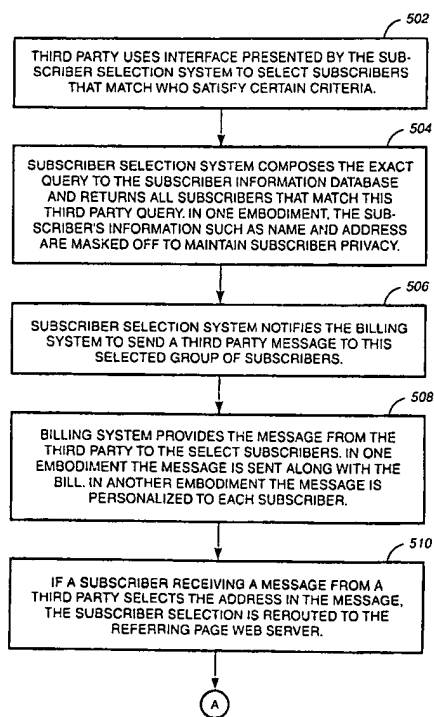 502
THIRD PARTY USES INTERFACE PRESENTED BY THE SUB-
SCRIBER SELECTION SYSTEM TO SELECT SUBSCRIBERS
THAT MATCH WHO SATISFY CERTAIN CRITERIA.
504
SUBSCRIBER SELECTION SYSTEM COMPOSES THE EXACT
QUERY TO THE SUBSCRIBER INFORMATION DATABASE
AND RETURNS ALL SUBSCRIBERS THAT MATCH THIS
THIRD PARTY QUERY. IN ONE EMBODIMENT, THE SUB-
SCRIBER'S INFORMATION SUCH AS NAME AND ADDRESS
ARE MASKED OFF TO MAINTAIN SUBSCRIBER PRIVACY.
506
SUBSCRIBER SELECTION SYSTEM NOTIFIES THE BILLING
SYSTEM TO SEND A THIRD PARTY MESSAGE TO THIS
SELECTED GROUP OF SUBSCRIBERS.
508
BILLING SYSTEM PROVIDES THE MESSAGE FROM THE
THIRD PARTY TO THE SELECT SUBSCRIBERS. IN ONE
EMBODIMENT THE MESSAGE IS SENT ALONG WITH THE
BILL. IN ANOTHER EMBODIMENT THE MESSAGE IS
PERSONALIZED TO EACH SUBSCRIBER.
510
IF A SUBSCRIBER RECEIVING A MESSAGE FROM A
THIRD PARTY SELECTS THE ADDRESS IN THE MESSAGE,
THE SUBSCRIBER SELECTION IS REROUTED TO THE
REFERRING PAGE WEB SERVER.
A